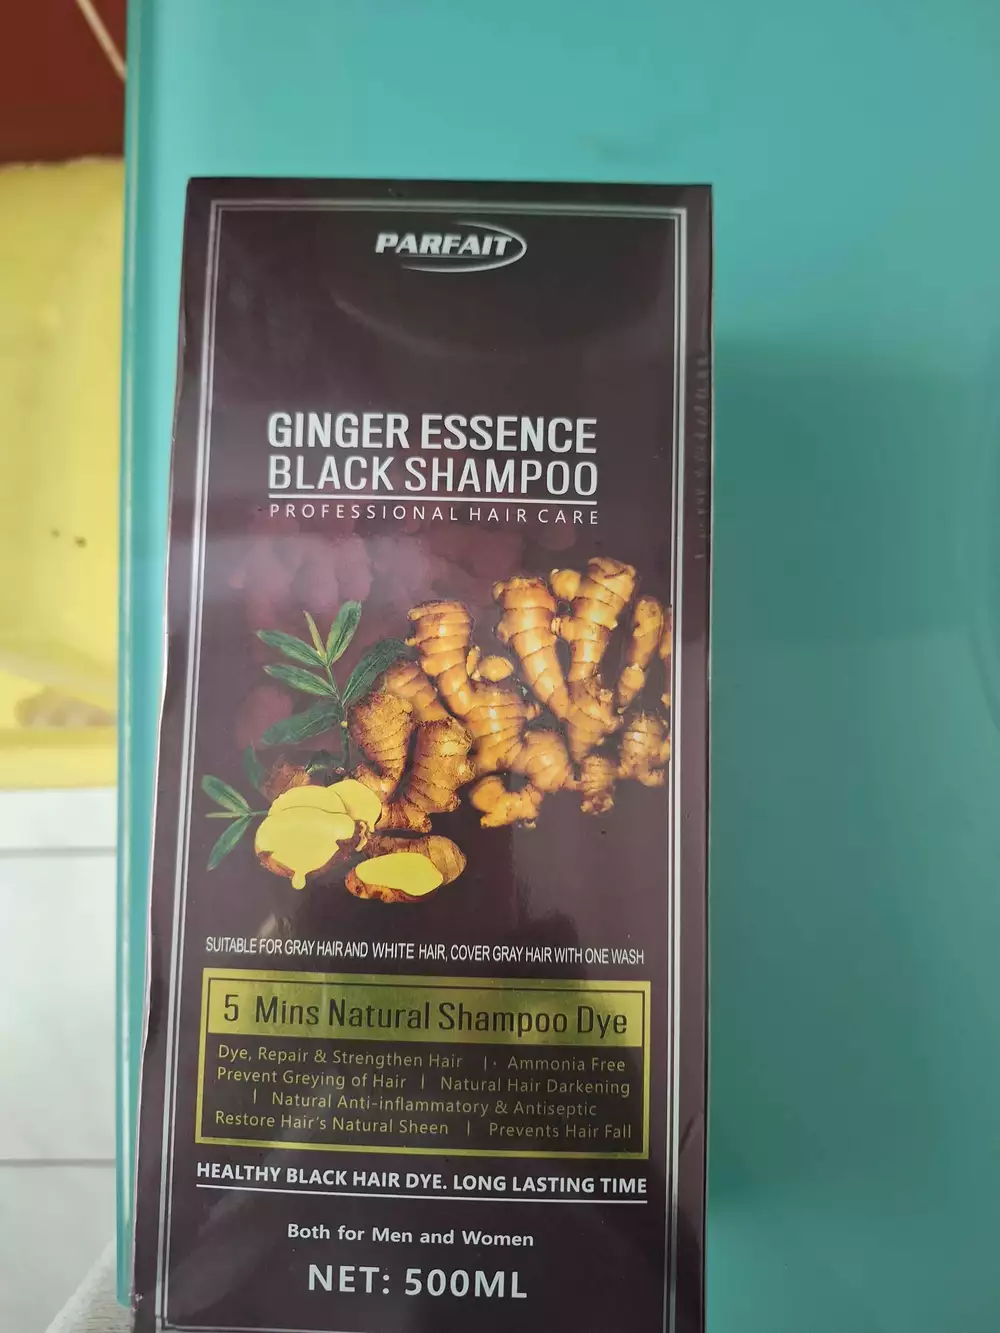 PARFAIT
GINGER ESSENCE
BLACK SHAMPOO
PROFESSIONAL HAIR CARE
SUITABLE FOR GRAY HAIR AND WHITE HAIR, COVER GRAY HAIR WITH ONE WASH
5 Mins Natural Shampoo Dye
Dye, Repair & Strengthen Hair | · Ammonia Free
Prevent Greying of Hair | Natural Hair Darkening
| Natural Anti-inflammatory & Antiseptic
Restore Hair's Natural Sheen | Prevents Hair Fall
HEALTHY BLACK HAIR DYE. LONG LASTING TIME
Both for Men and Women
NET: 500ML